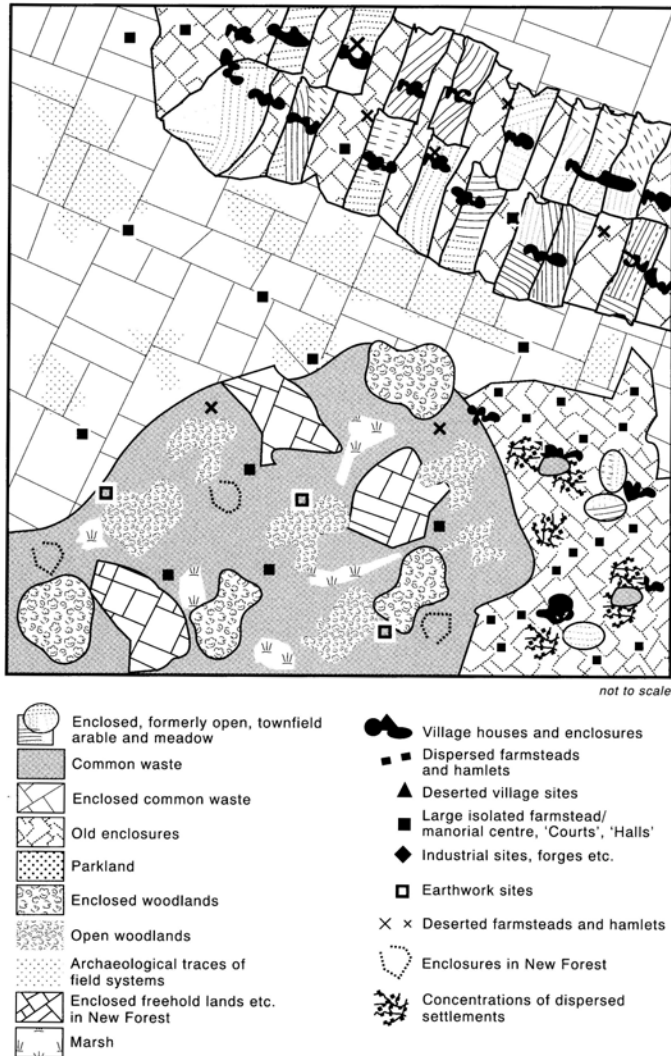 not to scale
Enclosed, formerly open, townfield
arable and meadow
Common waste
Enclosed common waste
Old enclosures
Parkland
Enclosed woodlands
Open woodlands
Archaeological traces of
field systems
Enclosed freehold lands etc.
in New Forest
Marsh
Village houses and enclosures
Dispersed farmsteads
and hamlets
Deserted village sites
Large isolated farmstead/
manorial centre, 'Courts', 'Halls'
Industrial sites, forges etc.
Earthwork sites
Deserted farmsteads and hamlets
Enclosures in New Forest
Concentrations of dispersed
settlements